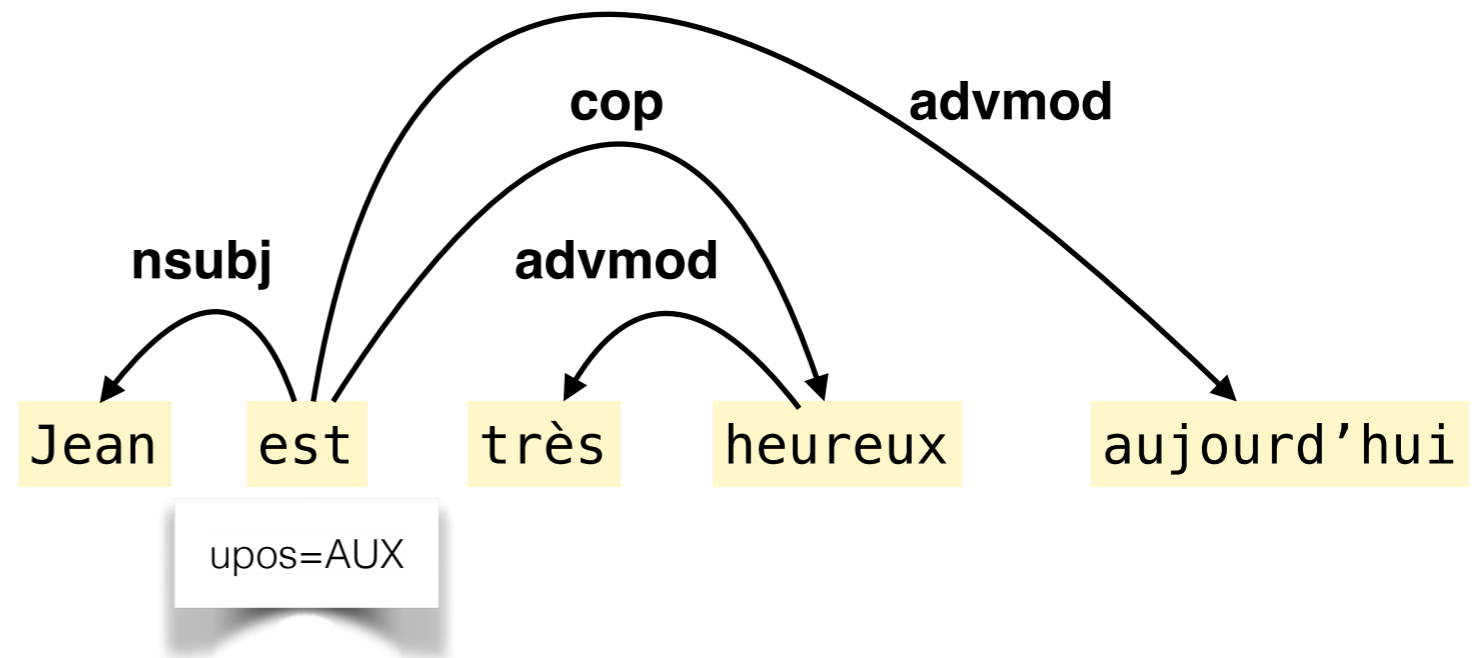 cop advmod
nsubj advmod
Jean est très heureux aujourd’hui
upos=AUX